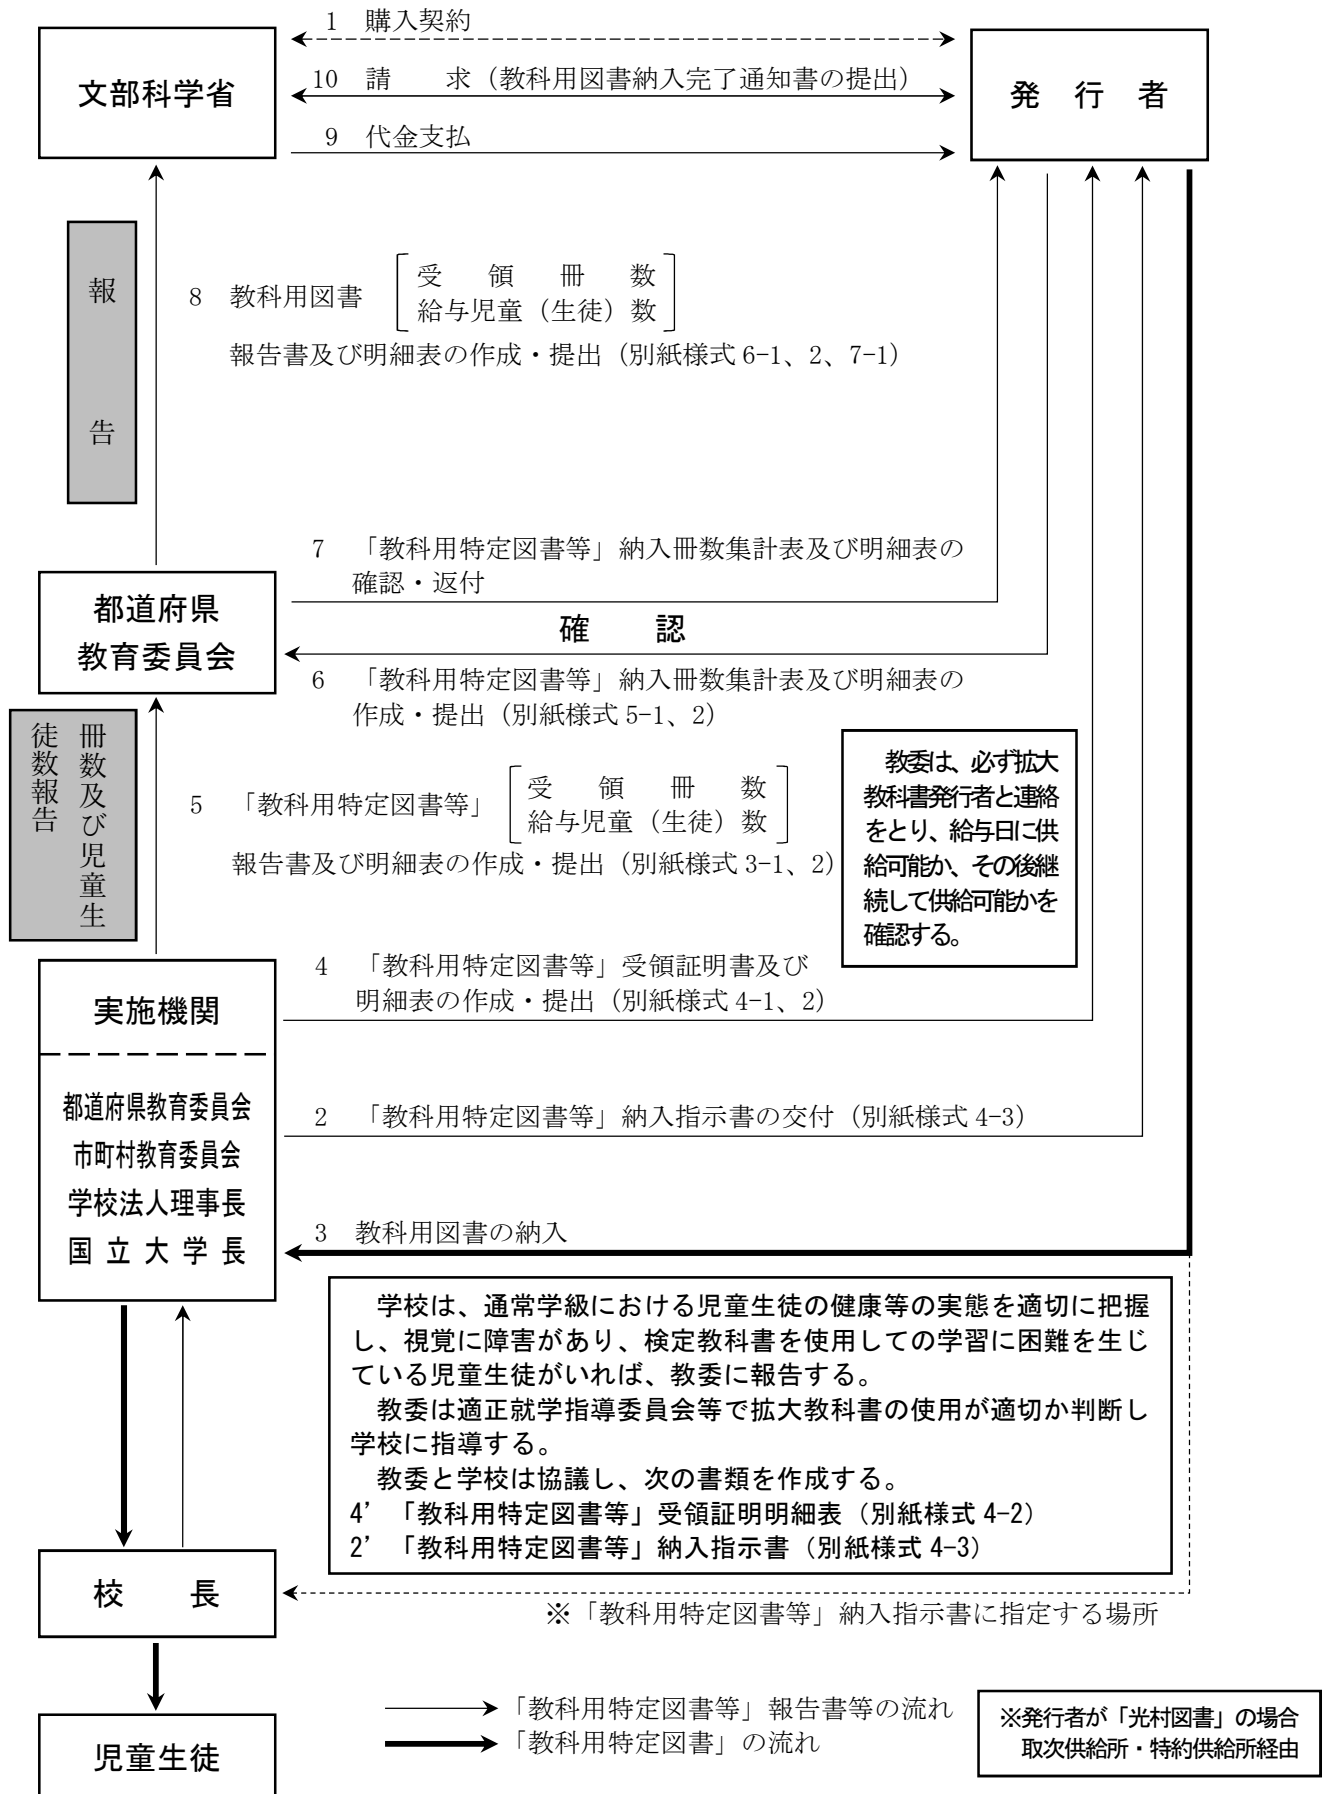 1 購入契約
文部科学省
10 請　　求（教科用図書納入完了通知書の提出）
発　行　者
9 代金支払
報　　　告
8 教科用図書
受　領　冊　数
給与児童（生徒）数
報告書及び明細表の作成・提出（別紙様式 6-1、2、7-1）
7 「教科用特定図書等」納入冊数集計表及び明細表の
確認・返付
都道府県
教育委員会
確　　認
6 「教科用特定図書等」納入冊数集計表及び明細表の
作成・提出（別紙様式 5-1、2）
冊数及び児童生
徒数報告
5 「教科用特定図書等」
受　領　冊　数
給与児童（生徒）数
報告書及び明細表の作成・提出（別紙様式 3-1、2）
教委は、必ず拡大
教科書発行者と連絡
をとり、給与日に供
給可能か、その後継
続して供給可能かを
確認する。
4 「教科用特定図書等」受領証明書及び
明細表の作成・提出（別紙様式 4-1、2）
実施機関
都道府県教育委員会
市町村教育委員会
学校法人理事長
国 立 大 学 長
2 「教科用特定図書等」納入指示書の交付（別紙様式 4-3）
3 教科用図書の納入
学校は、通常学級における児童生徒の健康等の実態を適切に把握
し、視覚に障害があり、検定教科書を使用しての学習に困難を生じ
ている児童生徒がいれば、教委に報告する。
教委は適正就学指導委員会等で拡大教科書の使用が適切か判断し
学校に指導する。
教委と学校は協議し、次の書類を作成する。
4’ 「教科用特定図書等」受領証明明細表（別紙様式 4-2）
2’ 「教科用特定図書等」納入指示書（別紙様式 4-3）
校　　長
※「教科用特定図書等」納入指示書に指定する場所
児童生徒
「教科用特定図書等」報告書等の流れ
「教科用特定図書」の流れ
※発行者が「光村図書」の場合
取次供給所・特約供給所経由